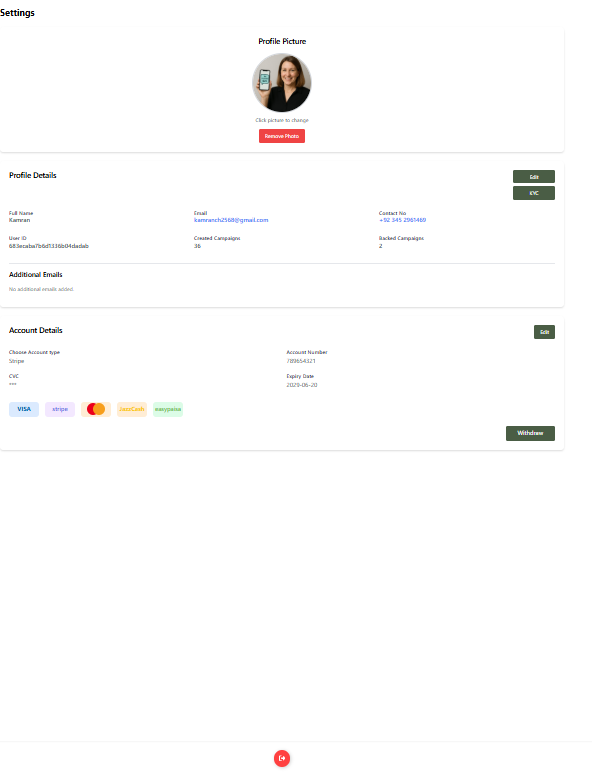 Settings
Profile Picture
Click picture to change
Remove Photo
Profile Details
Edit
KYC
Full Name
Kamran
Email
kamranch2568@gmail.com
Contact No
+92 345 2961469
User ID
683ecaba7b6d1336b04dadab
Created Campaigns
36
Backed Campaigns
2
Additional Emails
No additional emails added.
Account Details
Edit
Choose Account type
Stripe
Account Number
789654321
CVC
***
Expiry Date
2029-06-20
VISA
stripe
JazzCash
easypaisa
Withdraw